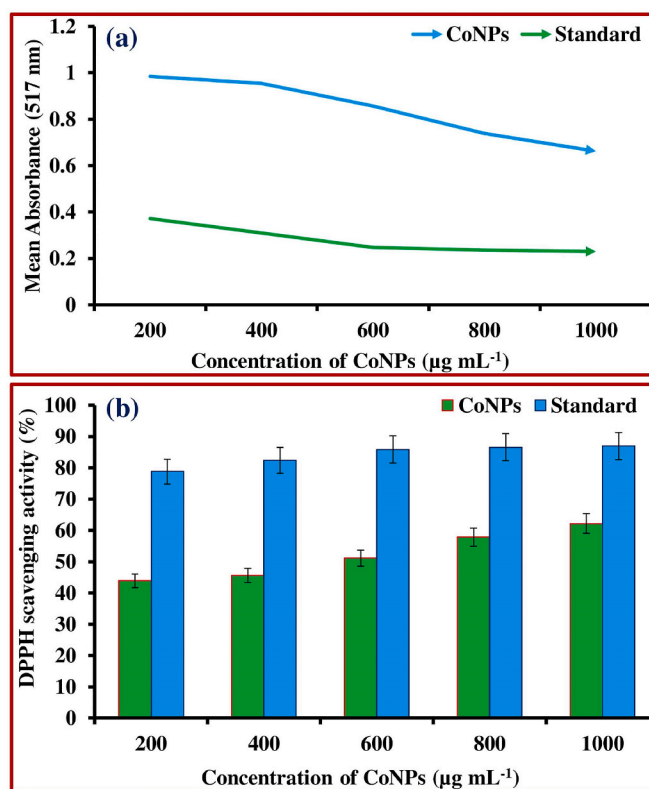 (a)
CoNPs Standard
Mean Absorbance (517 nm)
1.2
1
0.8
0.6
0.4
0.2
0
200 400 600 800 1000
Concentration of CoNPs (µg mL⁻¹)
(b)
CoNPs Standard
DPPH scavenging activity (%)
100
90
80
70
60
50
40
30
20
10
0
200 400 600 800 1000
Concentration of CoNPs (µg mL⁻¹)